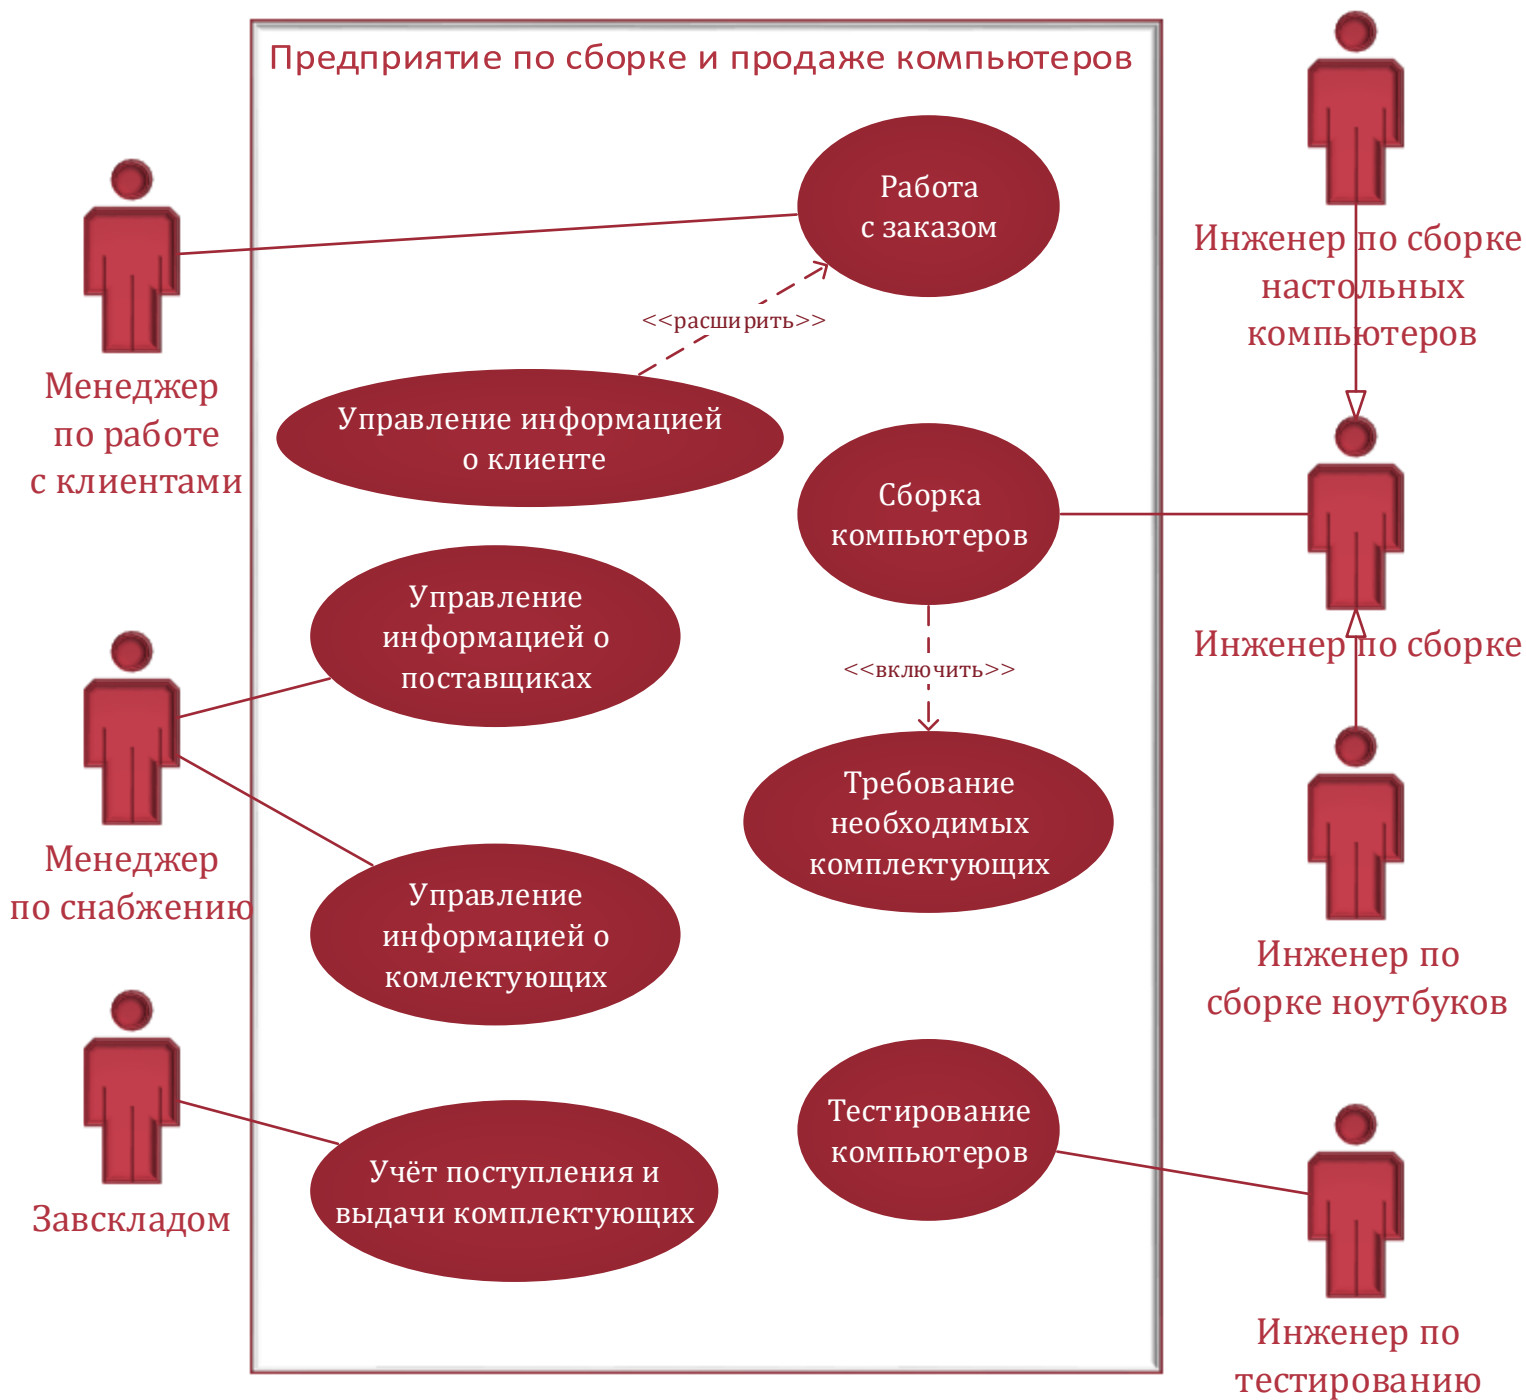 Предприятие по сборке и продаже компьютеров
Работа
с заказом
<<расширить>>
Управление информацией
о клиенте
Менеджер
по работе
с клиентами
Инженер по сборке
настольных
компьютеров
Сборка
компьютеров
Инженер по сборке
<<включить>>
Управление
информацией о
поставщиках
Менеджер
по снабжению
Требование
необходимых
комплектующих
Управление
информацией о
комлектующих
Инженер по
сборке ноутбуков
Завскладом
Учёт поступления и
выдачи комплектующих
Тестирование
компьютеров
Инженер по
тестированию